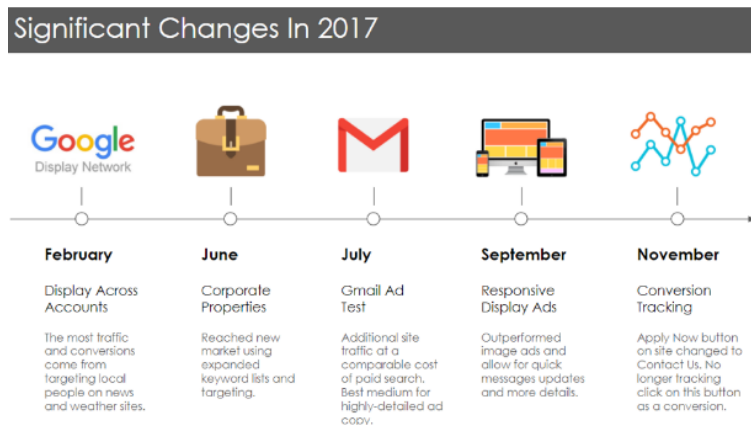 Significant Changes In 2017
Google
Display Network
February
Display Across
Accounts
The most traffic
and conversions
come from
targeting local
people on news
and weather sites.
June
Corporate
Properties
Reached new
market using
expanded
keyword lists and
targeting.
July
Gmail Ad
Test
Additional site
traffic at a
comparable cost
of paid search.
Best medium for
highly-detailed ad
copy.
September
Responsive
Display Ads
Outperformed
image ads and
allow for quick
messages updates
and more details.
November
Conversion
Tracking
Apply Now button
on site changed to
Contact Us. No
longer tracking
click on this button
as a conversion.